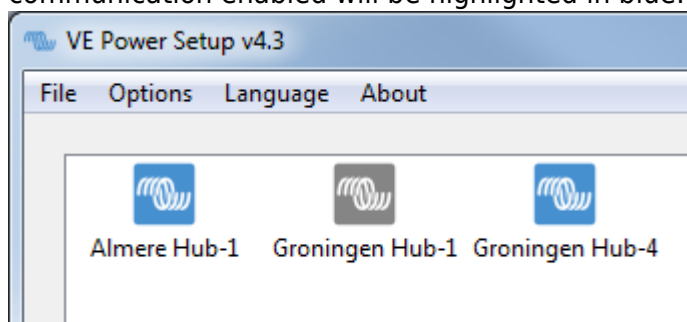 communication enabled will be highlighted in blue.
VE Power Setup v4.3
File Options Language About
Almere Hub-1 Groningen Hub-1 Groningen Hub-4